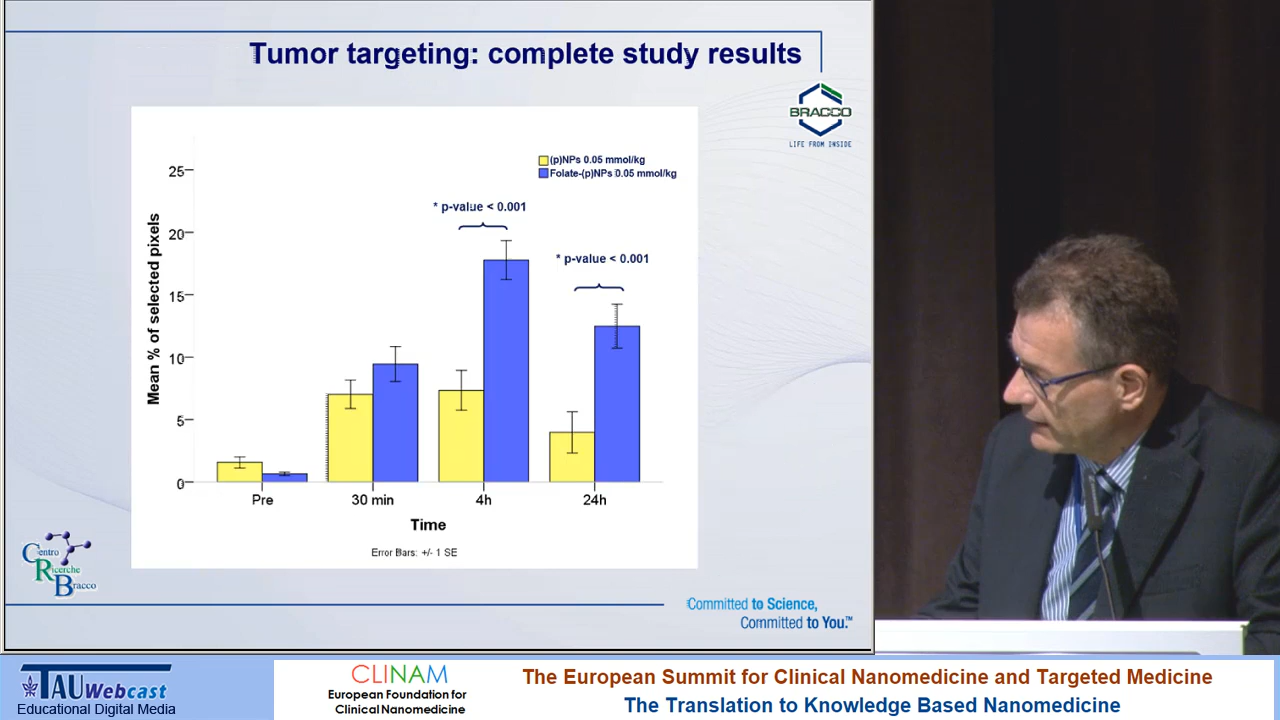 Tumor targeting: complete study results
BRACCO
LIFE FROM INSIDE
(p)NPs 0.05 mmol/kg
Folate-(p)NPs 0.05 mmol/kg
* p-value < 0.001
* p-value < 0.001
Mean % of selected pixels
25
20
15
10
5
0
Pre
30 min
4h
24h
Time
Error Bars: +/- 1 SE
Centro
Ricerche
Bracco
Committed to Science,
Committed to You.™
TAU Webcast
Educational Digital Media
CLINAM
European Foundation for
Clinical Nanomedicine
The European Summit for Clinical Nanomedicine and Targeted Medicine
The Translation to Knowledge Based Nanomedicine